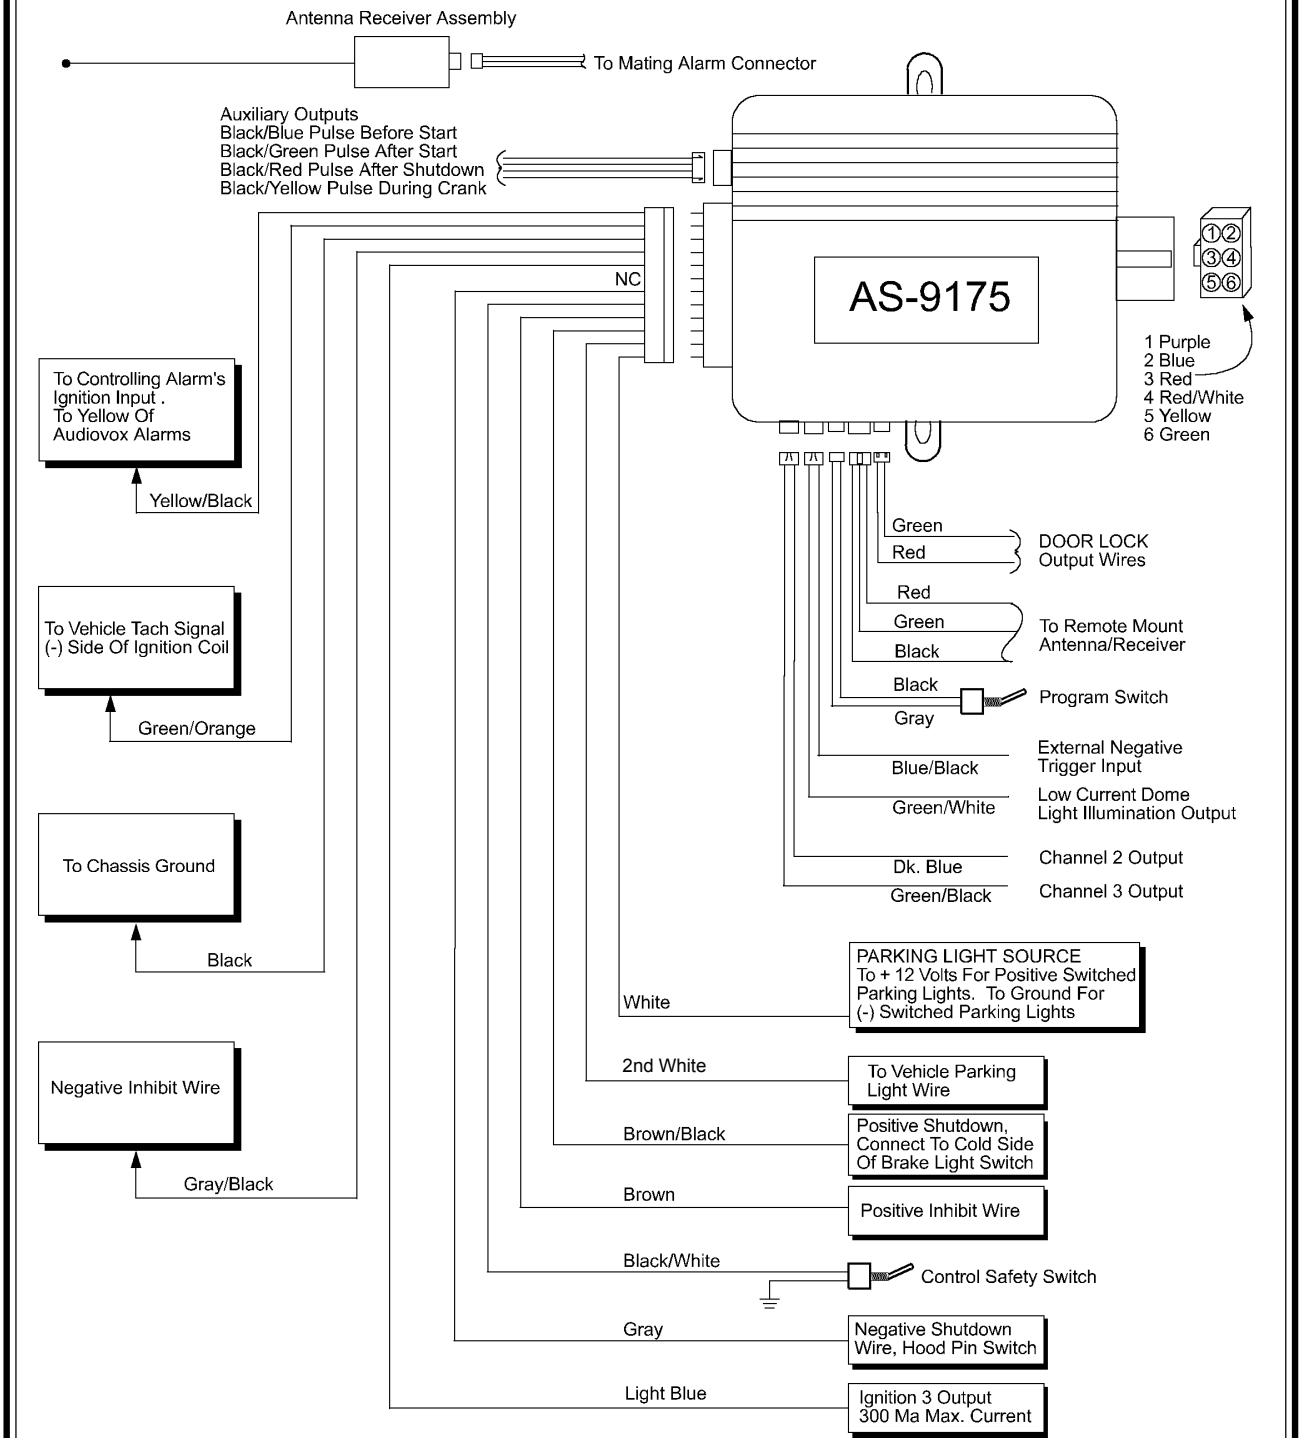 Antenna Receiver Assembly
To Mating Alarm Connector
Auxiliary Outputs
Black/Blue Pulse Before Start
Black/Green Pulse After Start
Black/Red Pulse After Shutdown
Black/Yellow Pulse During Crank
NC
AS-9175
1 2
3 4
5 6
1 Purple
2 Blue
3 Red
4 Red/White
5 Yellow
6 Green
To Controlling Alarm's
Ignition Input .
To Yellow Of
Audiovox Alarms
Yellow/Black
To Vehicle Tach Signal
(-) Side Of Ignition Coil
Green/Orange
To Chassis Ground
Black
Negative Inhibit Wire
Gray/Black
Green
Red
DOOR LOCK
Output Wires
Red
Green
Black
To Remote Mount
Antenna/Receiver
Black
Gray
Program Switch
Blue/Black
External Negative
Trigger Input
Green/White
Low Current Dome
Light Illumination Output
Dk. Blue
Channel 2 Output
Green/Black
Channel 3 Output
White
PARKING LIGHT SOURCE
To + 12 Volts For Positive Switched
Parking Lights. To Ground For
(-) Switched Parking Lights
2nd White
To Vehicle Parking
Light Wire
Brown/Black
Positive Shutdown,
Connect To Cold Side
Of Brake Light Switch
Brown
Positive Inhibit Wire
Black/White
Control Safety Switch
Gray
Negative Shutdown
Wire, Hood Pin Switch
Light Blue
Ignition 3 Output
300 Ma Max. Current